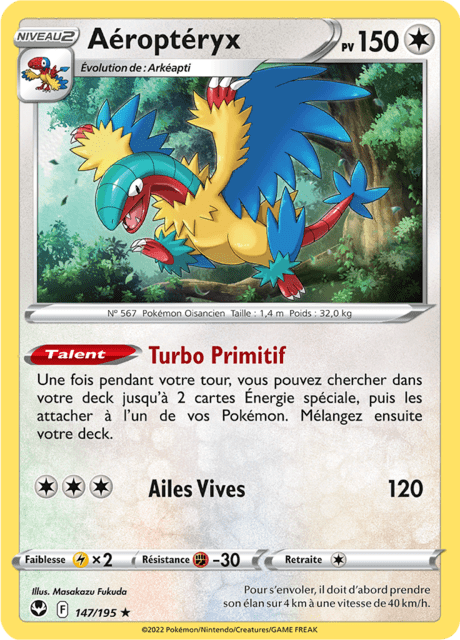 NIVEAU2 Aéroptéryx PV 150
Évolution de : Arkéapti
N° 567 Pokémon Oisancien Taille : 1,4 m Poids : 32,0 kg
Talent Turbo Primitif
Une fois pendant votre tour, vous pouvez chercher dans
votre deck jusqu'à 2 cartes Énergie spéciale, puis les
attacher à l'un de vos Pokémon. Mélangez ensuite
votre deck.
Ailes Vives 120
Faiblesse ×2 Résistance -30 Retraite
Illus. Masakazu Fukuda
F 147/195 ★
Pour s'envoler, il doit d'abord prendre
son élan sur 4 km à une vitesse de 40 km/h.
©2022 Pokémon/Nintendo/Creatures/GAME FREAK